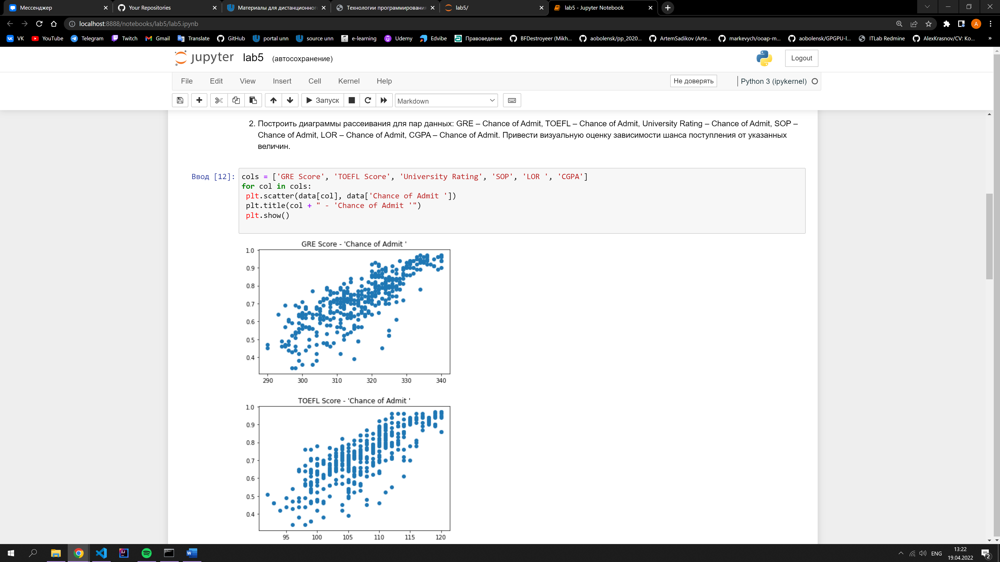 Мессенджер
Your Repositories
Материалы для дистанционног
Технологии программирования
lab5/
lab5 - Jupyter Notebook
localhost:8888/notebooks/lab5/lab5.ipynb
A
VK YouTube Telegram Twitch Gmail Translate GitHub portal unn source unn e-learning Udemy Edvibe Правоведение BFDestroyeer (Mikh... aobolensk/pp_2020... ArtemSadikov (Arte... markevych/ooap-m... aobolensk/GPGPU-l... ITLab Redmine AlexKrasnov/CV: Ko... »
jupyter lab5 (автосохранение)
Logout
File Edit View Insert Cell Kernel Help
Не доверять
Python 3 (ipykernel)
Запуск
Markdown
2. Построить диаграммы рассеивания для пар данных: GRE – Chance of Admit, TOEFL – Chance of Admit, University Rating – Chance of Admit, SOP –
Chance of Admit, LOR – Chance of Admit, CGPA – Chance of Admit. Привести визуальную оценку зависимости шанса поступления от указанных
величин.
Ввод [12]:
cols = ['GRE Score', 'TOEFL Score', 'University Rating', 'SOP', 'LOR ', 'CGPA']
for col in cols:
plt.scatter(data[col], data['Chance of Admit '])
plt.title(col + " - 'Chance of Admit '")
plt.show()
GRE Score - 'Chance of Admit '
1.0
0.9
0.8
0.7
0.6
0.5
0.4
290 300 310 320 330 340
TOEFL Score - 'Chance of Admit '
1.0
0.9
0.8
0.7
0.6
0.5
0.4
95 100 105 110 115 120
IJ
W
ENG
13:22
19.04.2022
2